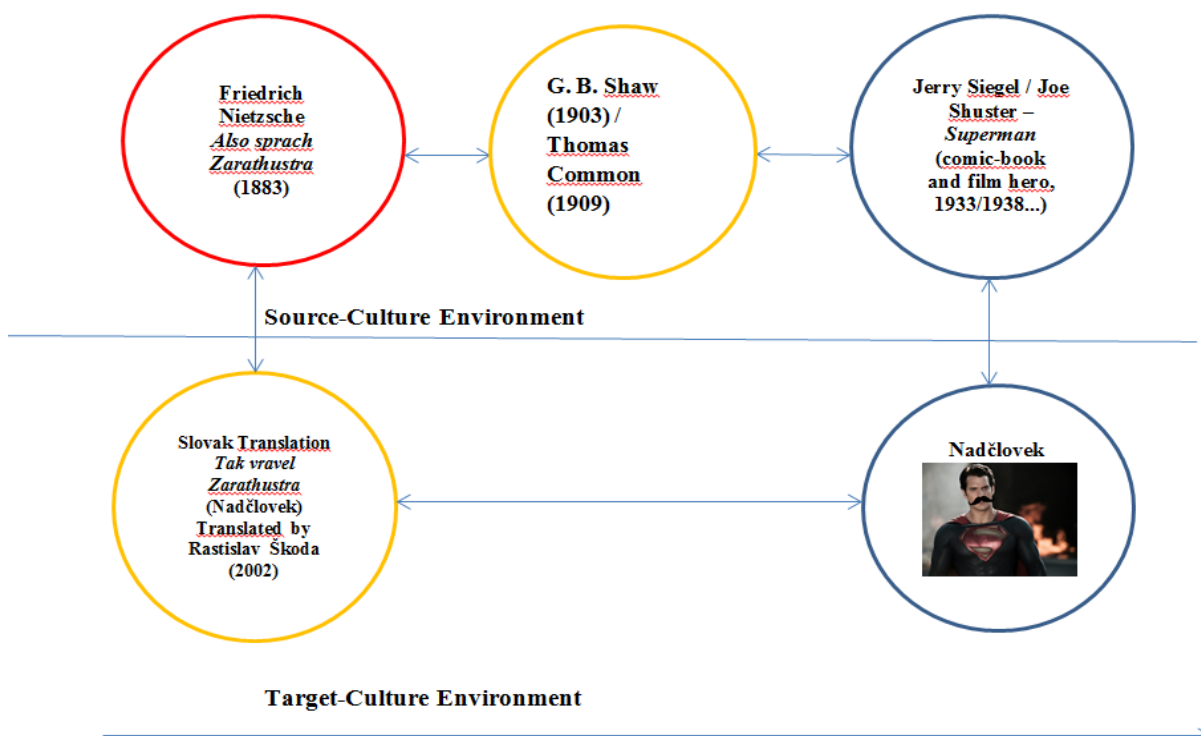 Friedrich
Nietzsche
Also sprach
Zarathustra
(1883)
G. B. Shaw
(1903) /
Thomas
Common
(1909)
Jerry Siegel / Joe
Shuster –
Superman
(comic-book
and film hero,
1933/1938...)
Source-Culture Environment
Slovak Translation
Tak vravel
Zarathustra
(Nadčlovek)
Translated by
Rastislav Škoda
(2002)
Nadčlovek
Target-Culture Environment